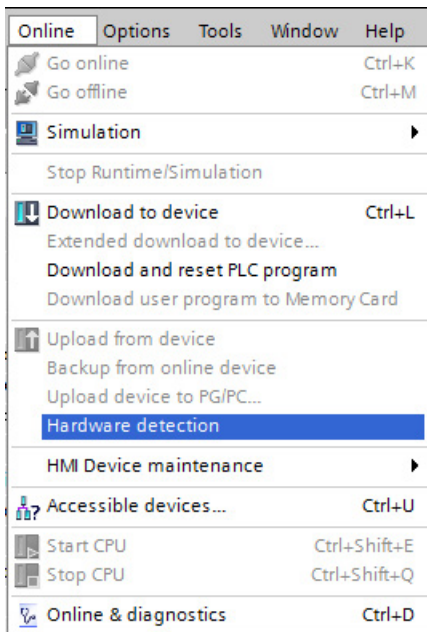 Online Options Tools Window Help
Go online Ctrl+K
Go offline Ctrl+M
Simulation
Stop Runtime/Simulation
Download to device Ctrl+L
Extended download to device...
Download and reset PLC program
Download user program to Memory Card
Upload from device
Backup from online device
Upload device to PG/PC...
Hardware detection
HMI Device maintenance
Accessible devices... Ctrl+U
Start CPU Ctrl+Shift+E
Stop CPU Ctrl+Shift+Q
Online & diagnostics Ctrl+D